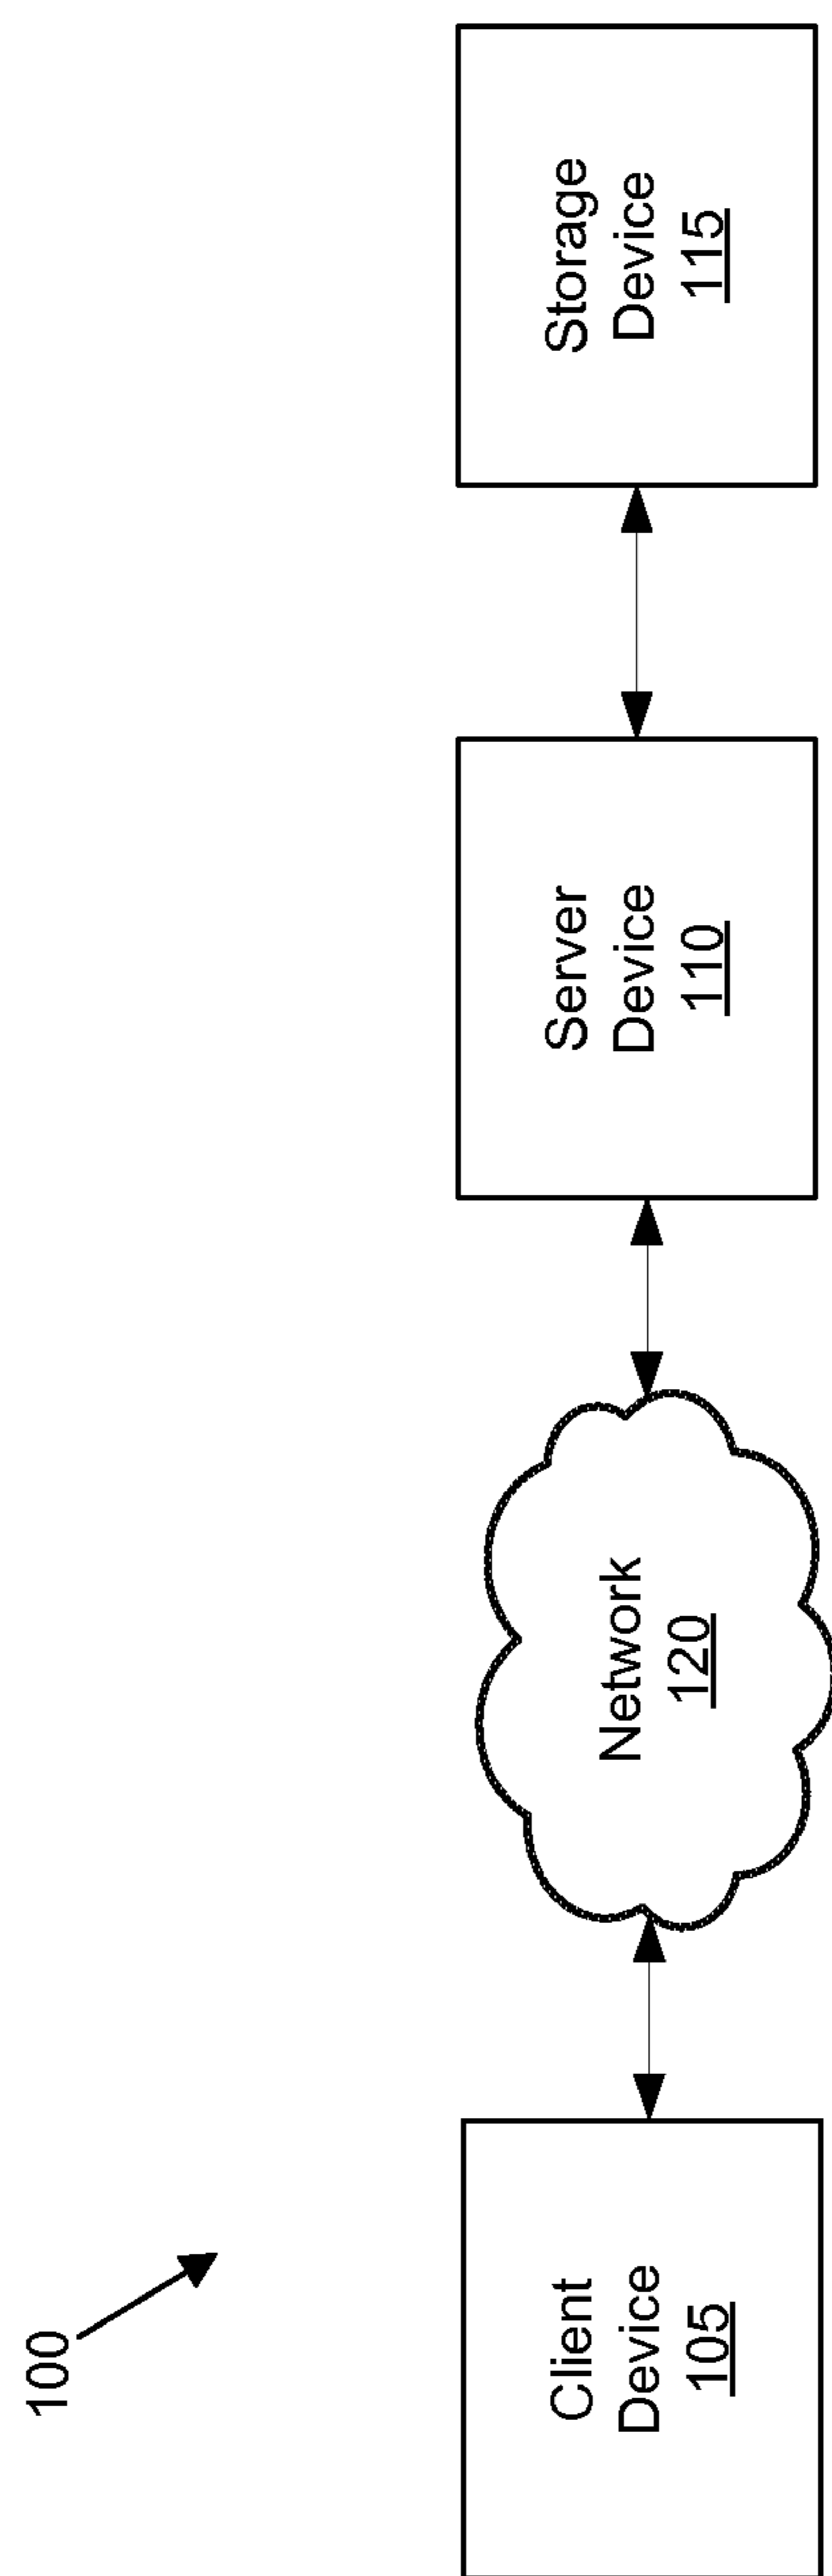 100
Client
Device
105
Network
120
Server
Device
110
Storage
Device
115